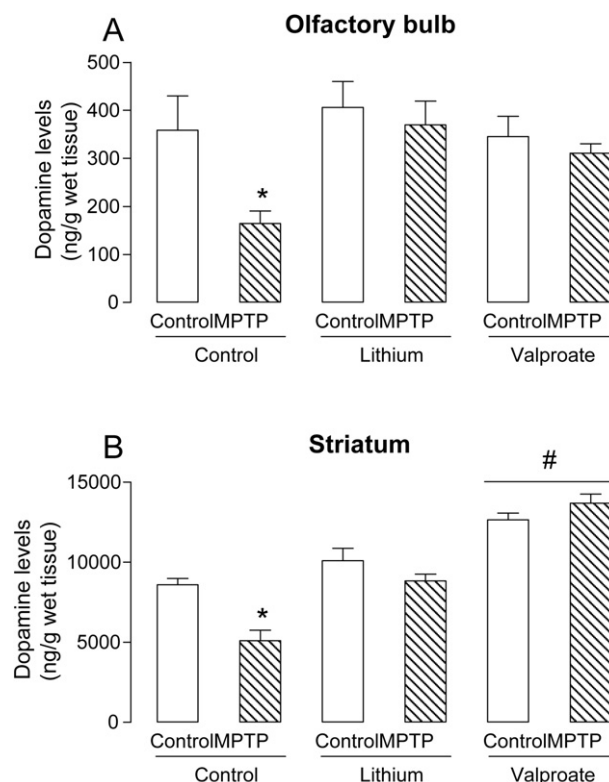 A
Olfactory bulb
Dopamine levels
(ng/g wet tissue)
500
400
300
200
100
0
*
ControlMPTP ControlMPTP ControlMPTP
Control Lithium Valproate
B
Striatum
Dopamine levels
(ng/g wet tissue)
15000
10000
5000
0
*
#
ControlMPTP ControlMPTP ControlMPTP
Control Lithium Valproate